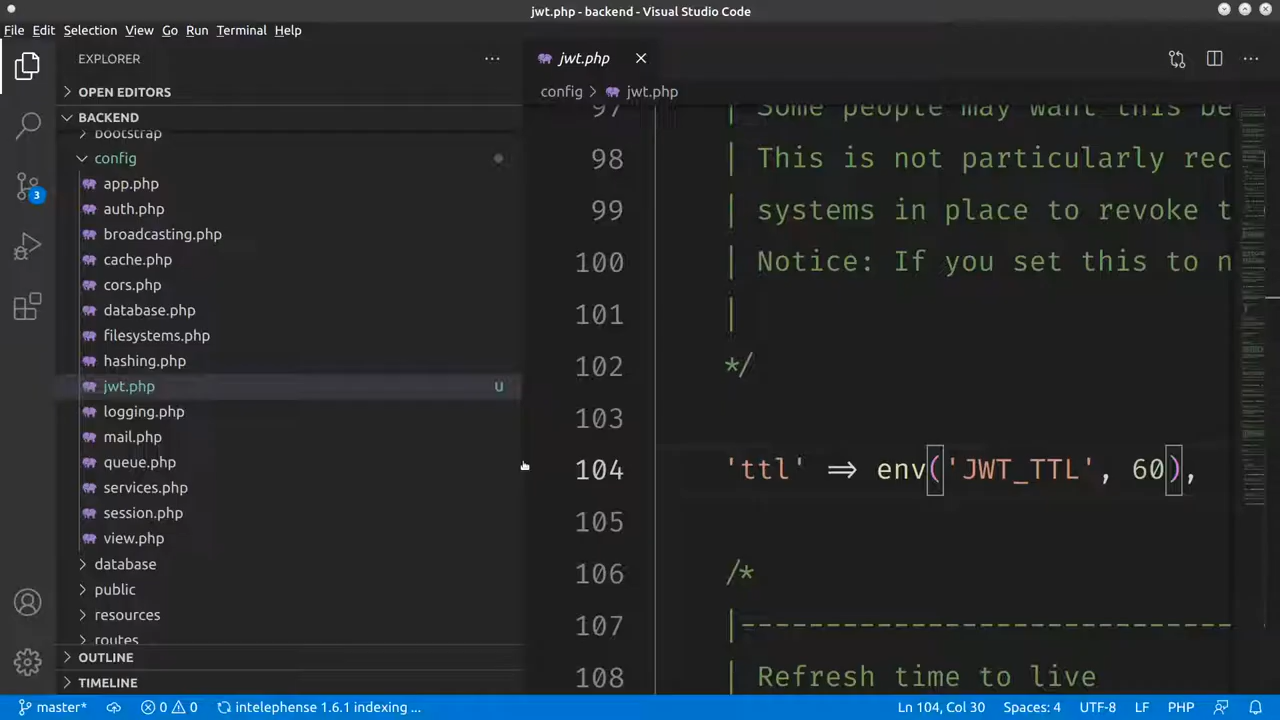 jwt.php - backend - Visual Studio Code
File Edit Selection View Go Run Terminal Help
EXPLORER
OPEN EDITORS
BACKEND
bootstrap
config
app.php
auth.php
broadcasting.php
cache.php
cors.php
database.php
filesystems.php
hashing.php
jwt.php U
logging.php
mail.php
queue.php
services.php
session.php
view.php
database
public
resources
routes
OUTLINE
TIMELINE
3
jwt.php
config > jwt.php
97 | Some people may want this be
98 | This is not particularly rec
99 | systems in place to revoke t
100 | Notice: If you set this to n
101 |
102 */
103
104 'ttl' => env('JWT_TTL', 60),
105
106 /*
107 |-----------------------------
108 | Refresh time to live
master* 0 0 intelephense 1.6.1 indexing ... Ln 104, Col 30 Spaces: 4 UTF-8 LF PHP